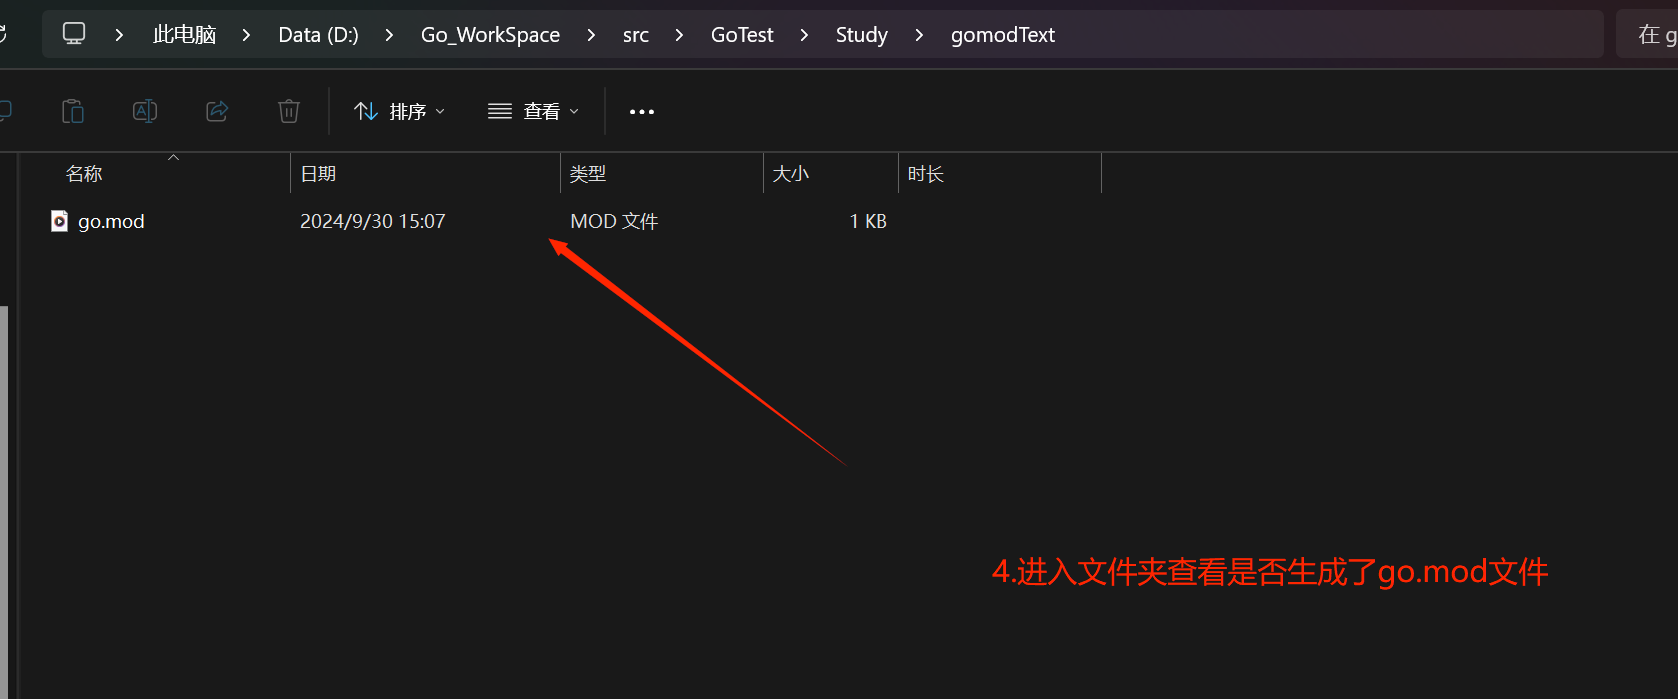 此电脑 Data (D:) Go_WorkSpace src GoTest Study gomodText 在 g
排序 查看
名称 日期 类型 大小 时长
go.mod 2024/9/30 15:07 MOD 文件 1 KB
4.进入文件夹查看是否生成了go.mod文件